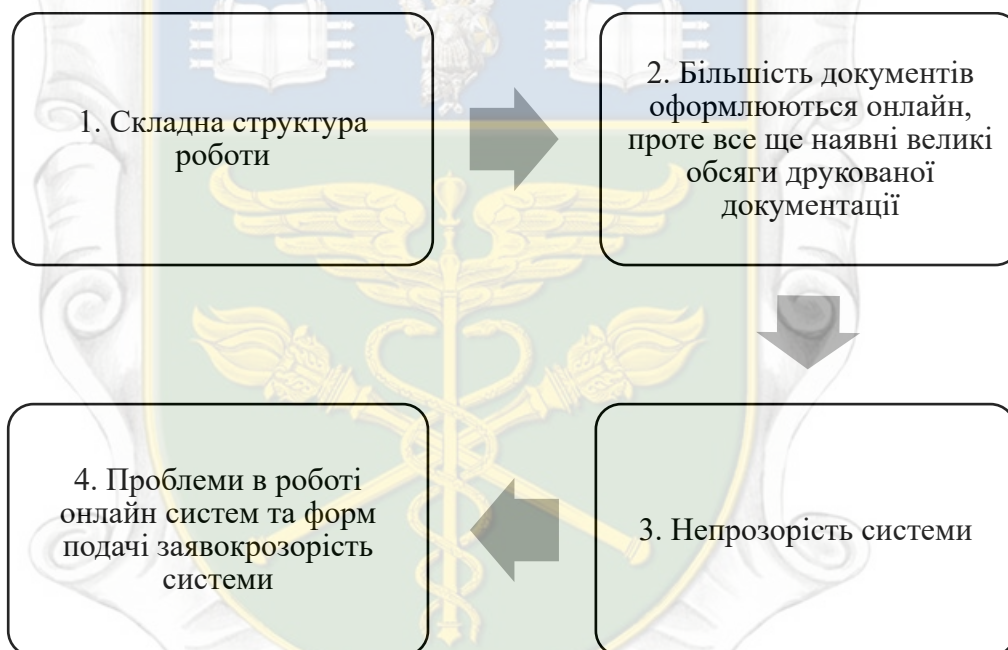 1. Складна структура
роботи
2. Більшість документів
оформлюються онлайн,
проте все ще наявні великі
обсяги друкованої
документації
3. Непрозорість системи
4. Проблеми в роботі
онлайн систем та форм
подачі заявокрозорість
системи